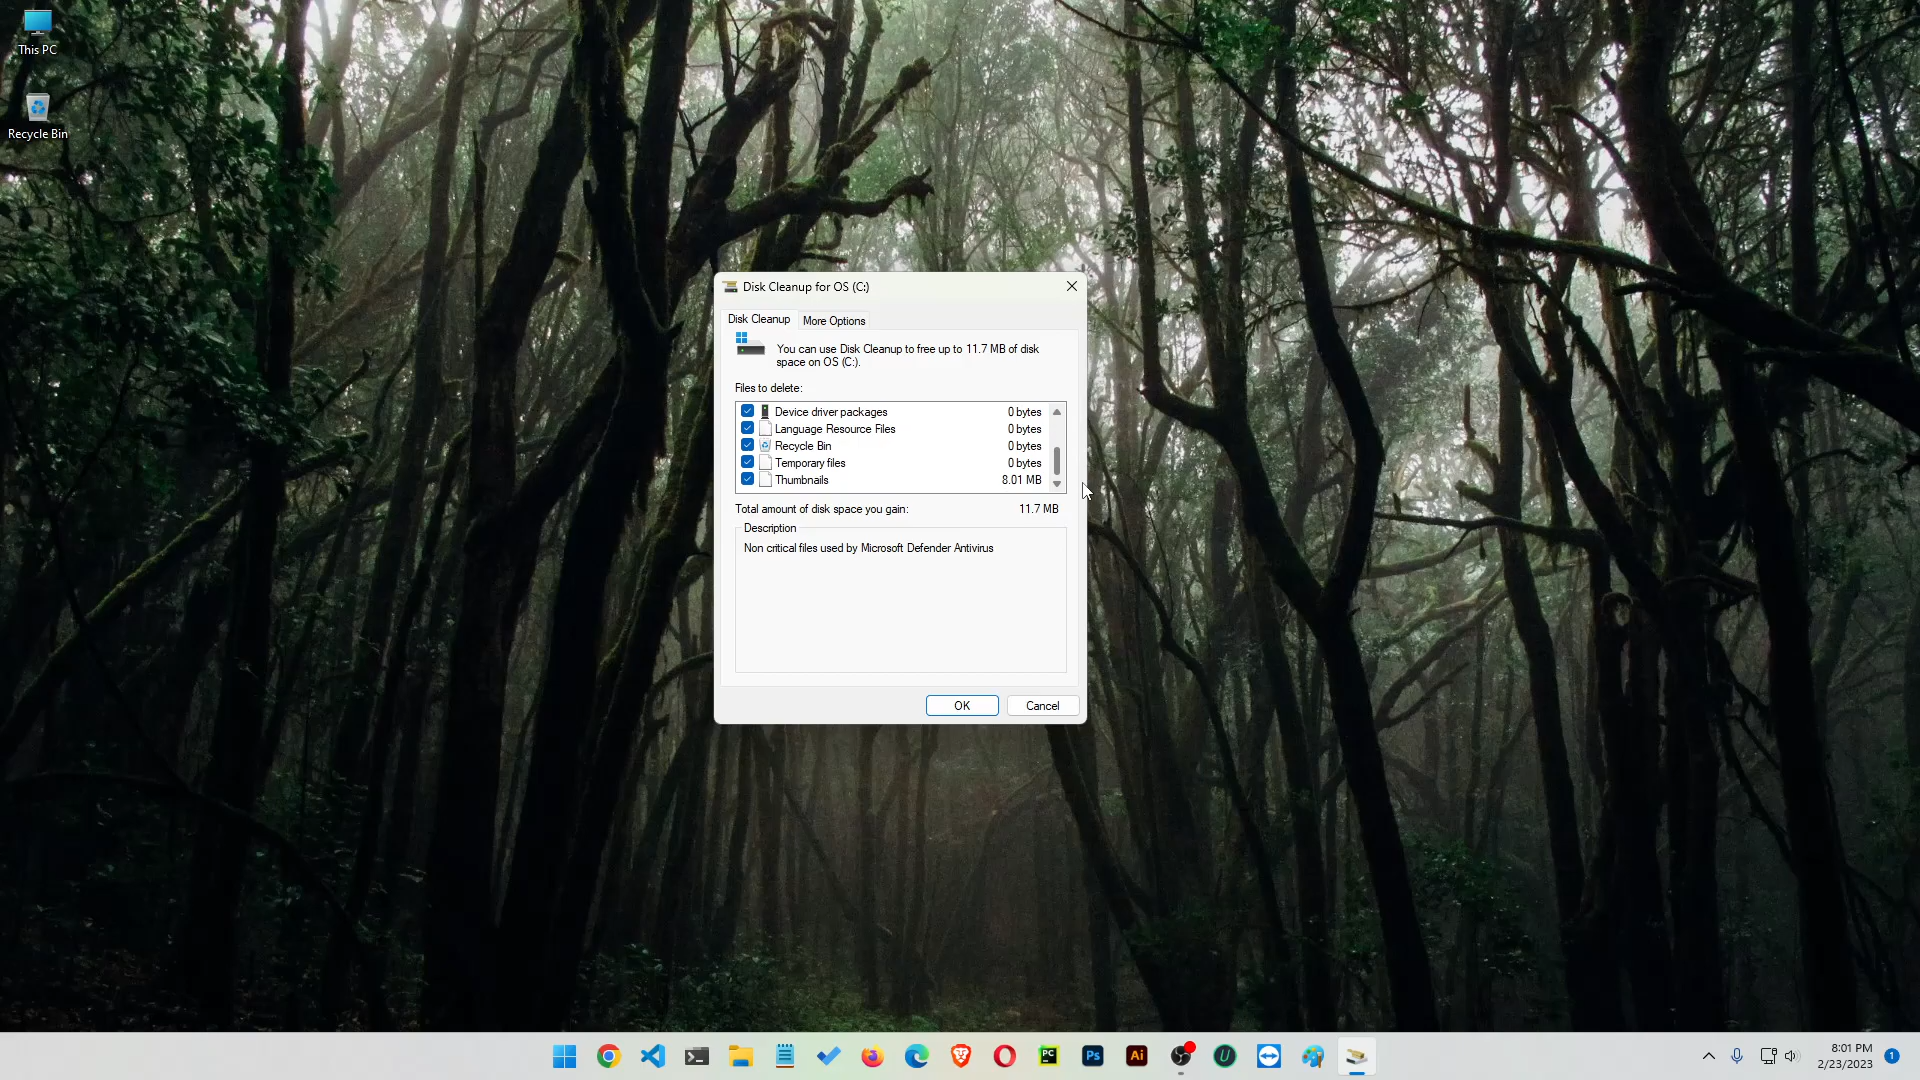 This PC
Recycle Bin
Disk Cleanup for OS (C:)
Disk Cleanup
More Options
You can use Disk Cleanup to free up to 11.7 MB of disk
space on OS (C:).
Files to delete:
Device driver packages 0 bytes
Language Resource Files 0 bytes
Recycle Bin 0 bytes
Temporary files 0 bytes
Thumbnails 8.01 MB
Total amount of disk space you gain: 11.7 MB
Description
Non critical files used by Microsoft Defender Antivirus
OK
Cancel
PC
Ps
Ai
U
8:01 PM
2/23/2023
1